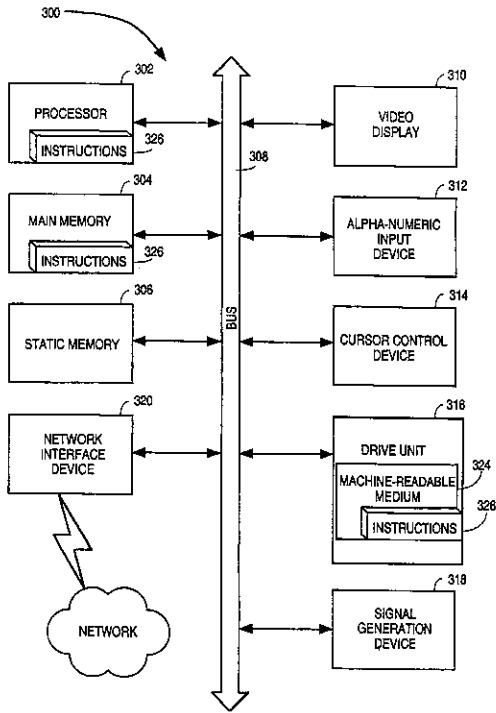 300
302
PROCESSOR
INSTRUCTIONS
326
304
MAIN MEMORY
INSTRUCTIONS
326
306
STATIC MEMORY
320
NETWORK
INTERFACE
DEVICE
NETWORK
308
BUS
310
VIDEO
DISPLAY
312
ALPHA-NUMERIC
INPUT
DEVICE
314
CURSOR CONTROL
DEVICE
316
DRIVE UNIT
324
MACHINE-READABLE
MEDIUM
326
INSTRUCTIONS
318
SIGNAL
GENERATION
DEVICE